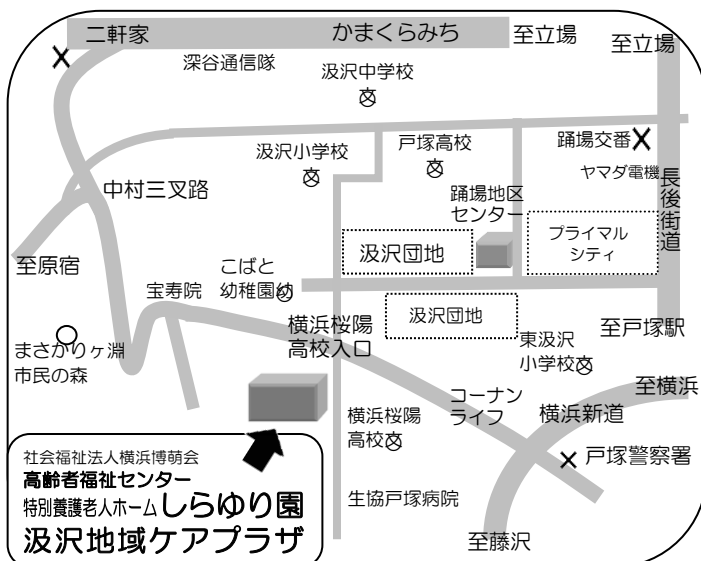 二軒家
かまくらみち
至立場
至立場
深谷通信隊
汲沢中学校
文
汲沢小学校
文
戸塚高校
文
踊場交番
ヤマダ電機
長後街道
中村三叉路
踊場地区
センター
プライマル
シティ
汲沢団地
至原宿
こばと
幼稚園幼
宝寿院
汲沢団地
横浜桜陽
高校入口
至戸塚駅
東汲沢
小学校文
まさかりヶ淵
市民の森
至横浜
コーナン
ライフ
横浜新道
横浜桜陽
高校文
戸塚警察署
生協戸塚病院
至藤沢
社会福祉法人横浜博萌会
高齢者福祉センター
特別養護老人ホームしらゆり園
汲沢地域ケアプラザ